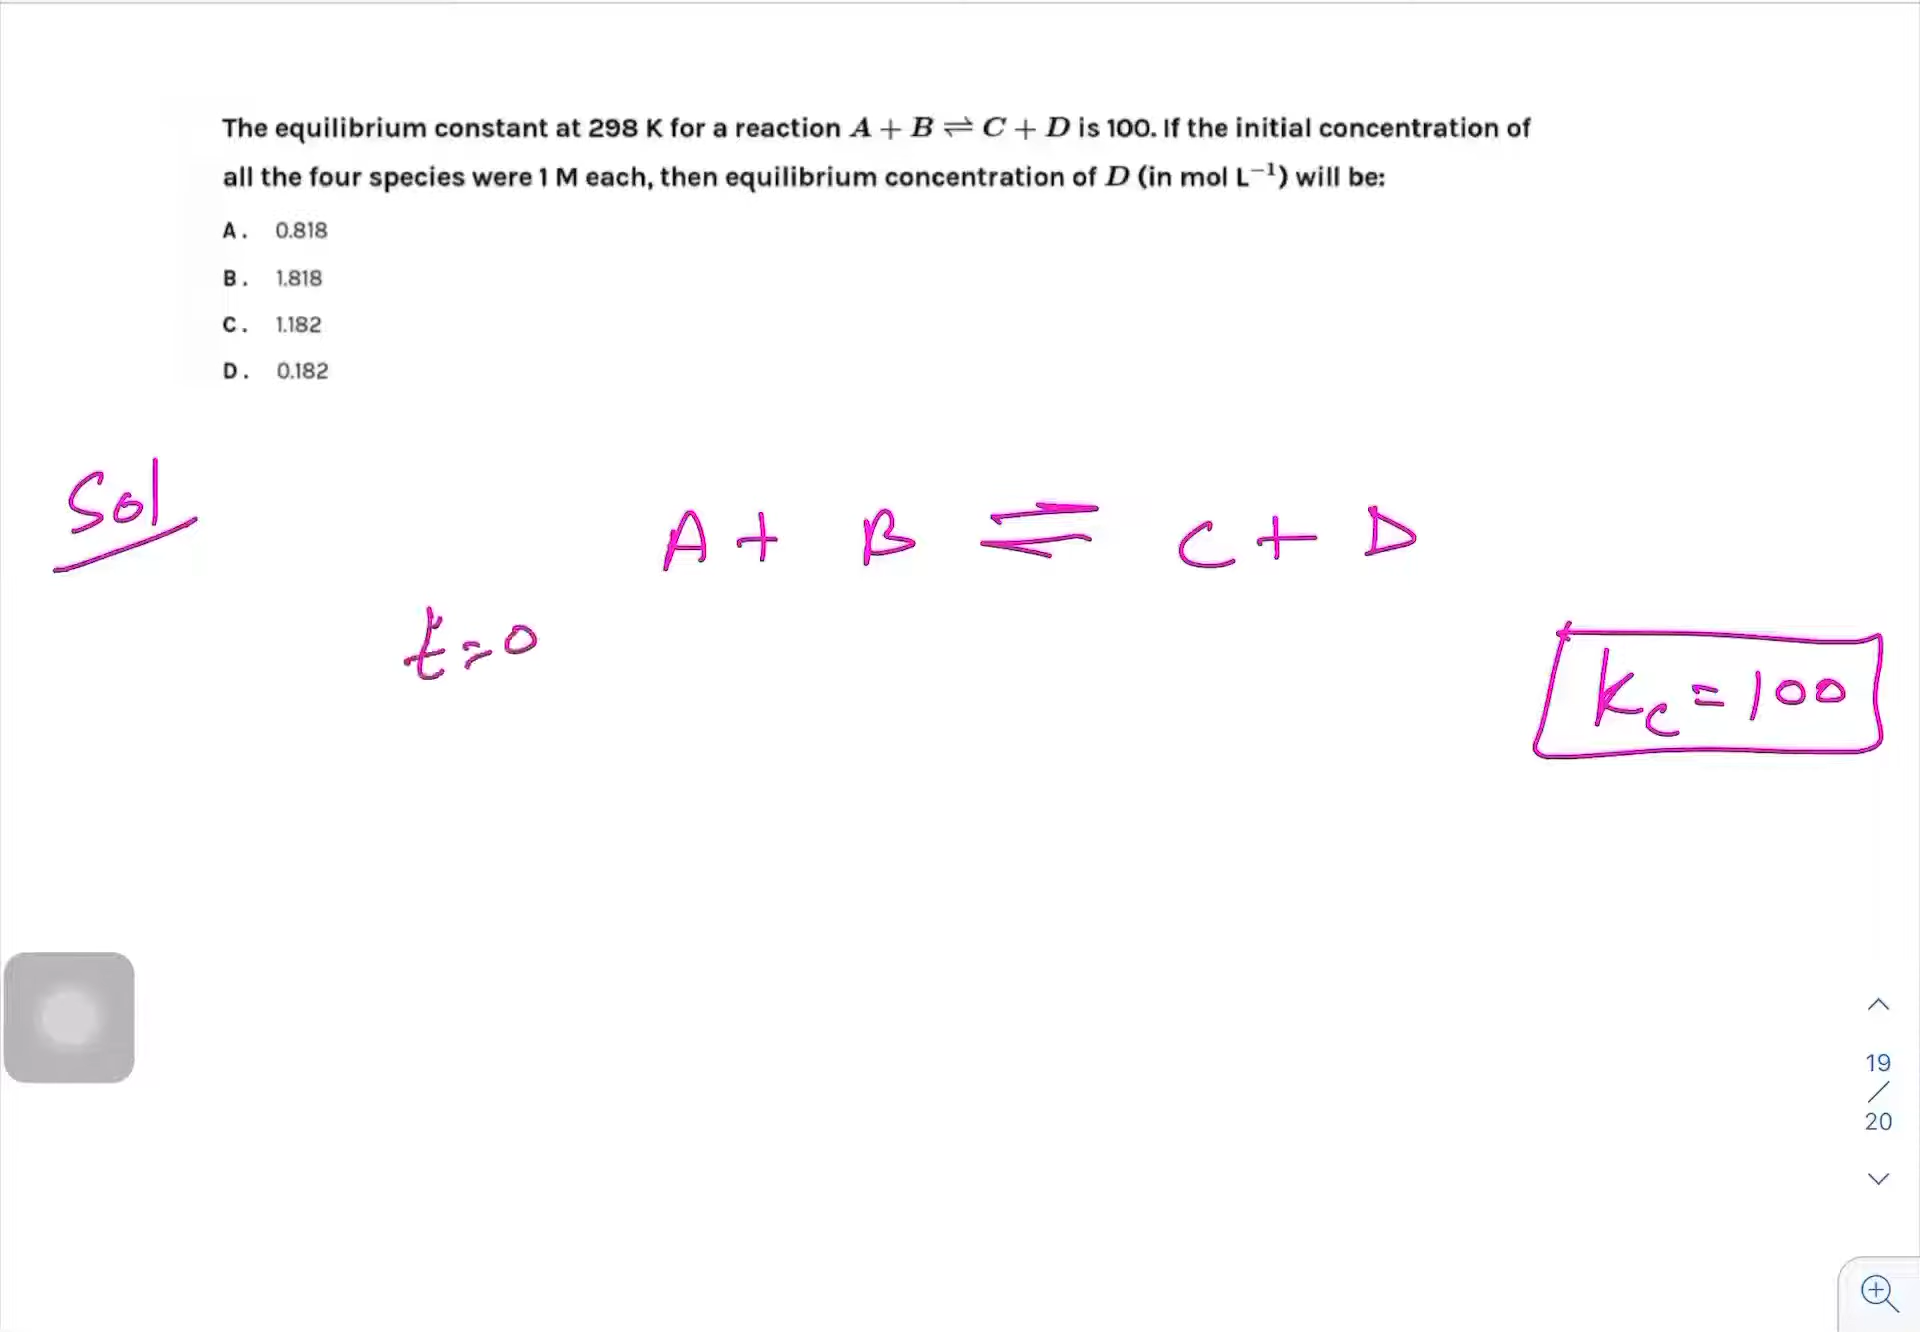 The equilibrium constant at 298 K for a reaction A + B ⇌ C + D is 100. If the initial concentration of
all the four species were 1 M each, then equilibrium concentration of D (in mol L⁻¹) will be:
A. 0.818
B. 1.818
C. 1.182
D. 0.182
Sol
A + B ⇌ C + D
t=0
Kc = 100
19
/
20